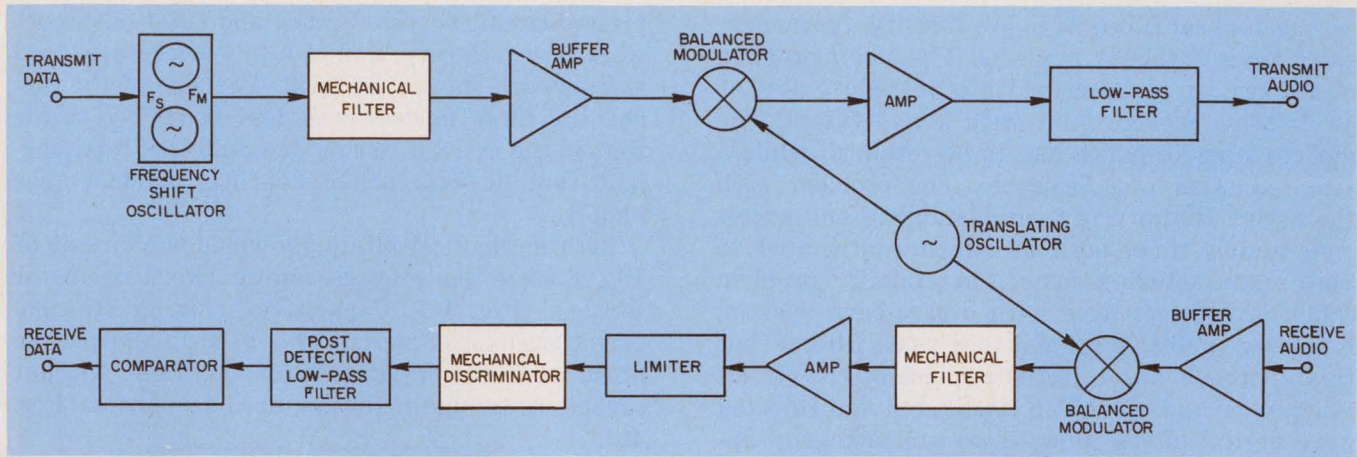 TRANSMIT
DATA
~
F_S F_M
~
FREQUENCY
SHIFT
OSCILLATOR
MECHANICAL
FILTER
BUFFER
AMP
BALANCED
MODULATOR
AMP
LOW-PASS
FILTER
TRANSMIT
AUDIO
~
TRANSLATING
OSCILLATOR
RECEIVE
DATA
COMPARATOR
POST
DETECTION
LOW-PASS
FILTER
MECHANICAL
DISCRIMINATOR
LIMITER
AMP
MECHANICAL
FILTER
BALANCED
MODULATOR
BUFFER
AMP
RECEIVE
AUDIO